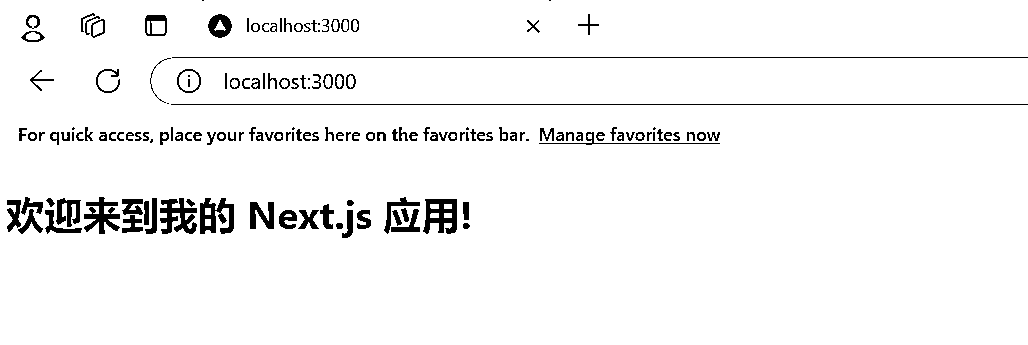 localhost:3000
localhost:3000
For quick access, place your favorites here on the favorites bar. Manage favorites now
欢迎来到我的 Next.js 应用!